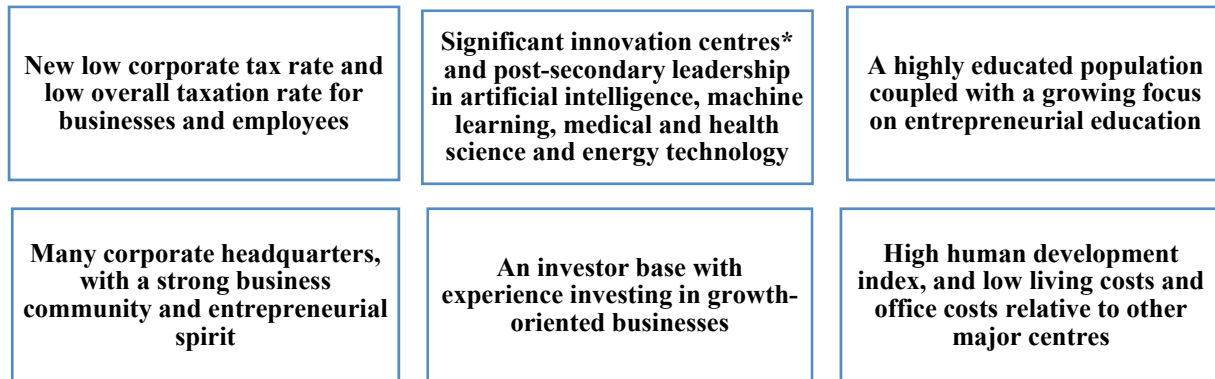 New low corporate tax rate and
low overall taxation rate for
businesses and employees
Significant innovation centres*
and post-secondary leadership
in artificial intelligence, machine
learning, medical and health
science and energy technology
A highly educated population
coupled with a growing focus
on entrepreneurial education
Many corporate headquarters,
with a strong business
community and entrepreneurial
spirit
An investor base with
experience investing in growth-
oriented businesses
High human development
index, and low living costs and
office costs relative to other
major centres